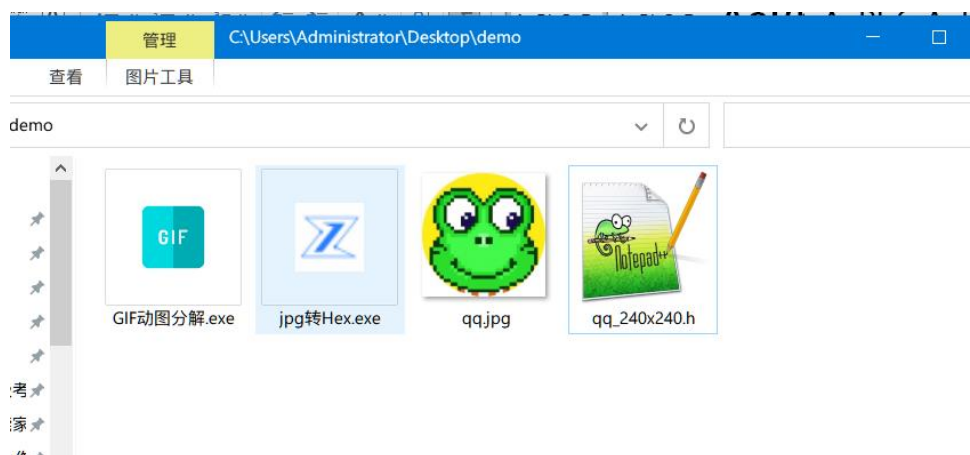 管理
C:\Users\Administrator\Desktop\demo
查看
图片工具
demo
GIF
Notepad++
GIF动图分解.exe
jpg转Hex.exe
qq.jpg
qq_240x240.h
考
家